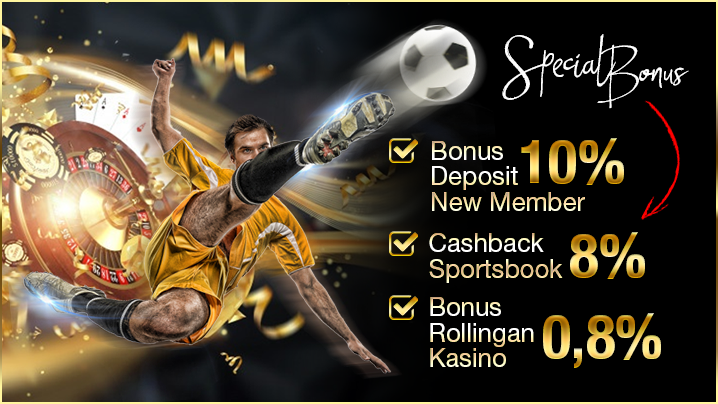 Special Bonus
Bonus
Deposit 10%
New Member
Cashback
Sportsbook 8%
Bonus
Rollingan
Kasino 0,8%